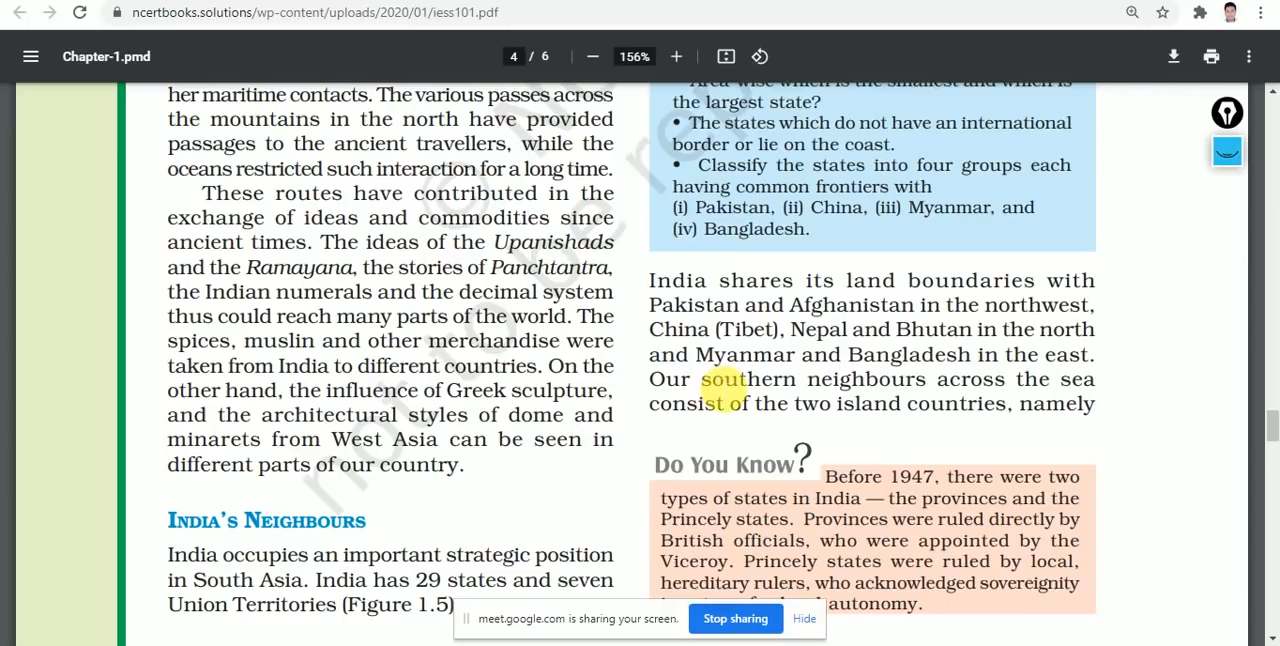 ncertbooks.solutions/wp-content/uploads/2020/01/iess101.pdf
Chapter-1.pmd
4 / 6
156%
her maritime contacts. The various passes across
the mountains in the north have provided
passages to the ancient travellers, while the
oceans restricted such interaction for a long time.
These routes have contributed in the
exchange of ideas and commodities since
ancient times. The ideas of the Upanishads
and the Ramayana, the stories of Panchtantra,
the Indian numerals and the decimal system
thus could reach many parts of the world. The
spices, muslin and other merchandise were
taken from India to different countries. On the
other hand, the influence of Greek sculpture,
and the architectural styles of dome and
minarets from West Asia can be seen in
different parts of our country.
INDIA'S NEIGHBOURS
India occupies an important strategic position
in South Asia. India has 29 states and seven
Union Territories (Figure 1.5)
Area wise which is the smallest and which is
the largest state?
• The states which do not have an international
border or lie on the coast.
• Classify the states into four groups each
having common frontiers with
(i) Pakistan, (ii) China, (iii) Myanmar, and
(iv) Bangladesh.
India shares its land boundaries with
Pakistan and Afghanistan in the northwest,
China (Tibet), Nepal and Bhutan in the north
and Myanmar and Bangladesh in the east.
Our southern neighbours across the sea
consist of the two island countries, namely
Do You Know?
Before 1947, there were two
types of states in India — the provinces and the
Princely states. Provinces were ruled directly by
British officials, who were appointed by the
Viceroy. Princely states were ruled by local,
hereditary rulers, who acknowledged sovereignity
autonomy.
© N
not to be rep
meet.google.com is sharing your screen.
Stop sharing
Hide